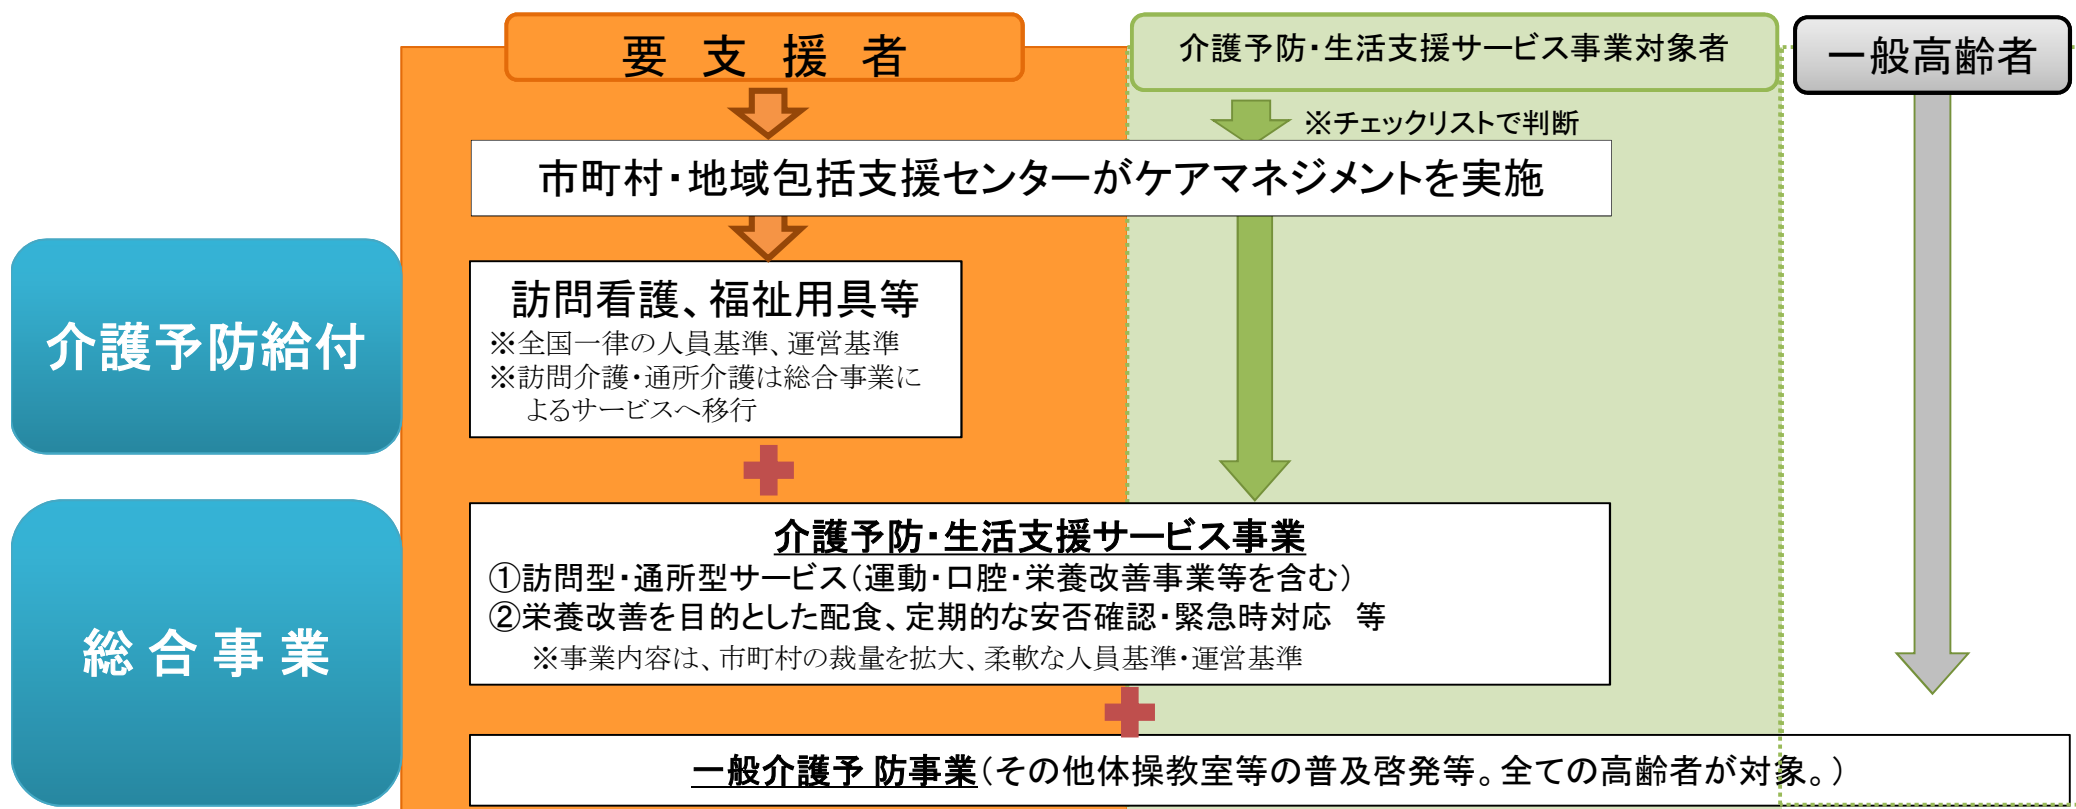 要支援者
介護予防・生活支援サービス事業対象者
一般高齢者
※チェックリストで判断
市町村・地域包括支援センターがケアマネジメントを実施
介護予防給付
訪問看護、福祉用具等
※全国一律の人員基準、運営基準
※訪問介護・通所介護は総合事業に
よるサービスへ移行
総合事業
介護予防・生活支援サービス事業
①訪問型・通所型サービス（運動・口腔・栄養改善事業等を含む）
②栄養改善を目的とした配食、定期的な安否確認・緊急時対応　等
※事業内容は、市町村の裁量を拡大、柔軟な人員基準・運営基準
一般介護予防事業（その他体操教室等の普及啓発等。全ての高齢者が対象。）